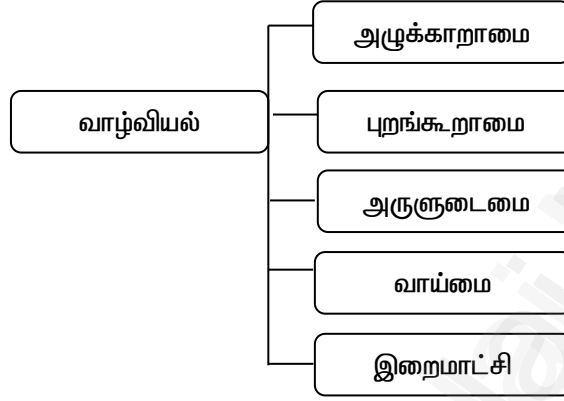 அழுக்காறாமை
வாழ்வியல்
புறங்கூறாமை
அருளுடைமை
வாய்மை
இறைமாட்சி